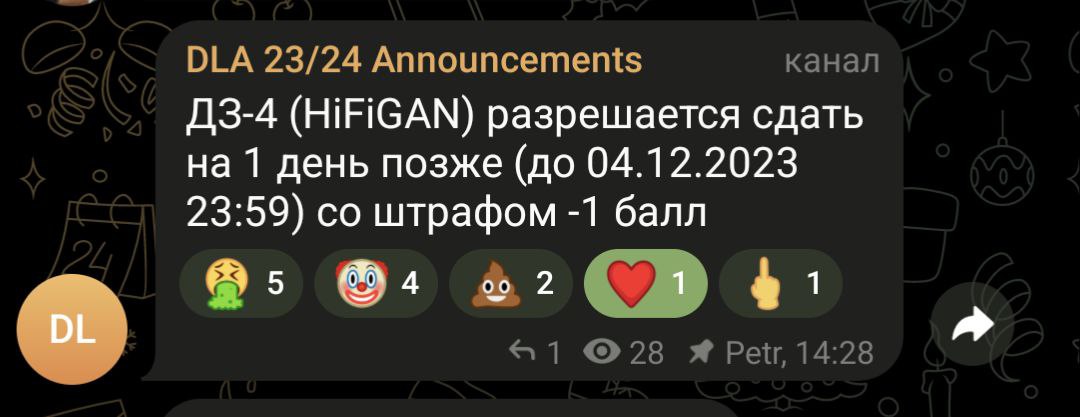 DLA 23/24 Announcements канал
ДЗ-4 (HiFiGAN) разрешается сдать
на 1 день позже (до 04.12.2023
23:59) со штрафом -1 балл
5 4 2 1 1
DL
1 28 Petr, 14:28
24